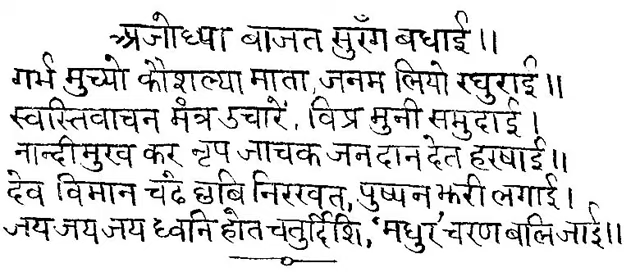 अजोध्या बाजत सुरँग बधाई॥
गर्भ मुच्यो कौशल्या माता, जनम लियो रघुराई॥
स्वस्तिवाचन मंत्र उचारें, विप्र मुनी समुदाई।
नान्दीमुख कर नृप जाचक जन दान देत हरषाई॥
देव विमान चढे छबि निरखत, पुष्पन झरी लगाई।
जय जय जय ध्वनि होत चतुर्दिशि, 'मधुर' चरण बलि जाई॥